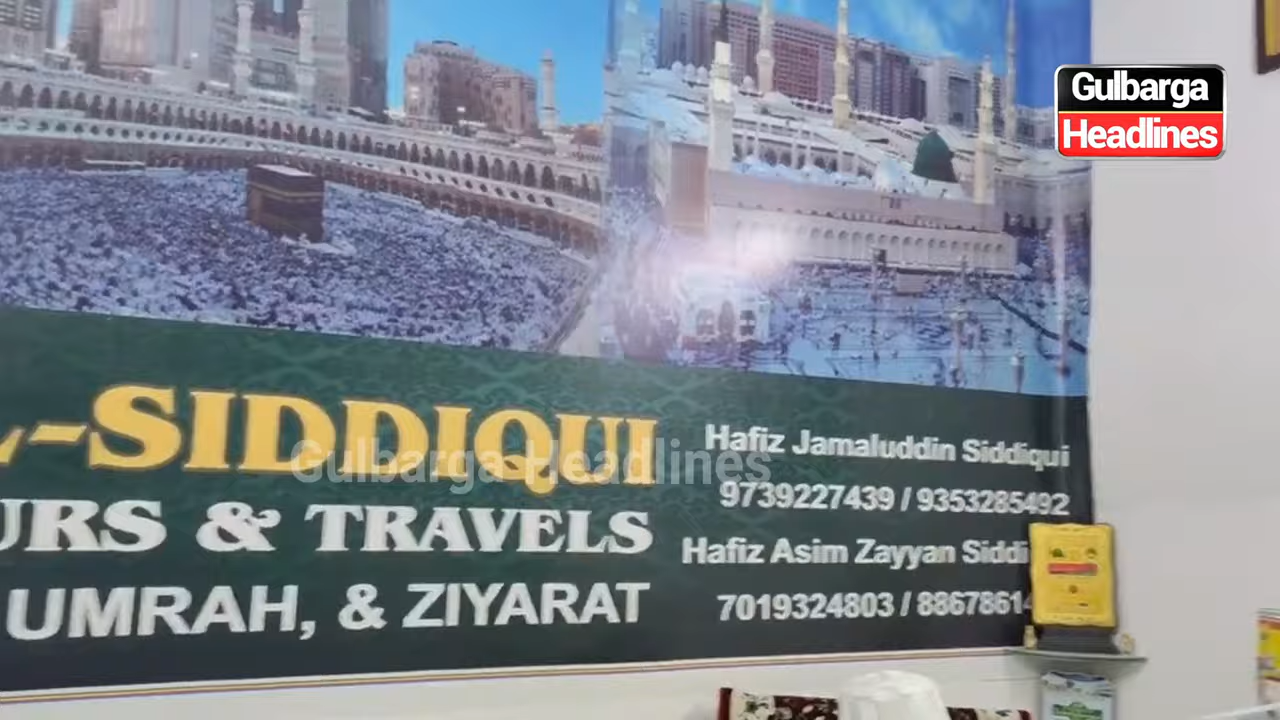 Gulbarga
Headlines
-SIDDIQUI
URS & TRAVELS
UMRAH, & ZIYARAT
Gulbarga Headlines
Hafiz Jamaluddin Siddiqui
9739227439 / 9353285492
Hafiz Asim Zayyan Siddi
7019324803 / 8867861